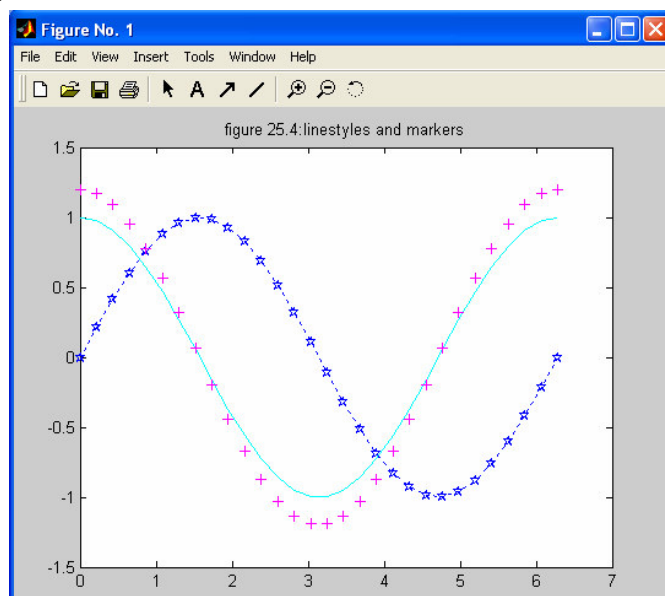 Figure No. 1
File Edit View Insert Tools Window Help
A
figure 25.4:linestyles and markers
1.5
1
0.5
0
-0.5
-1
-1.5
0 1 2 3 4 5 6 7